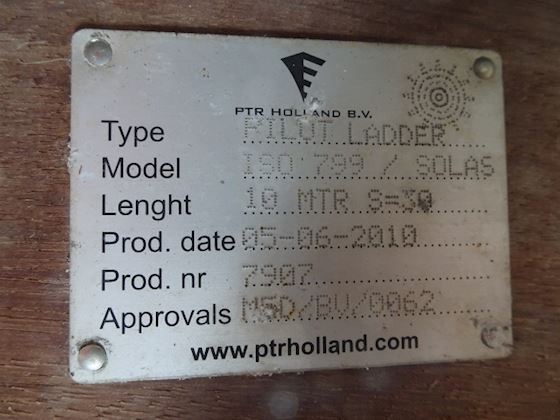 PTR HOLLAND B.V.
Type PILOT LADDER
Model ISO 799 / SOLAS
Lenght 10 MTR S=30
Prod. date 05-06-2010
Prod. nr 7907
Approvals MSD/BV/0062
www.ptrholland.com